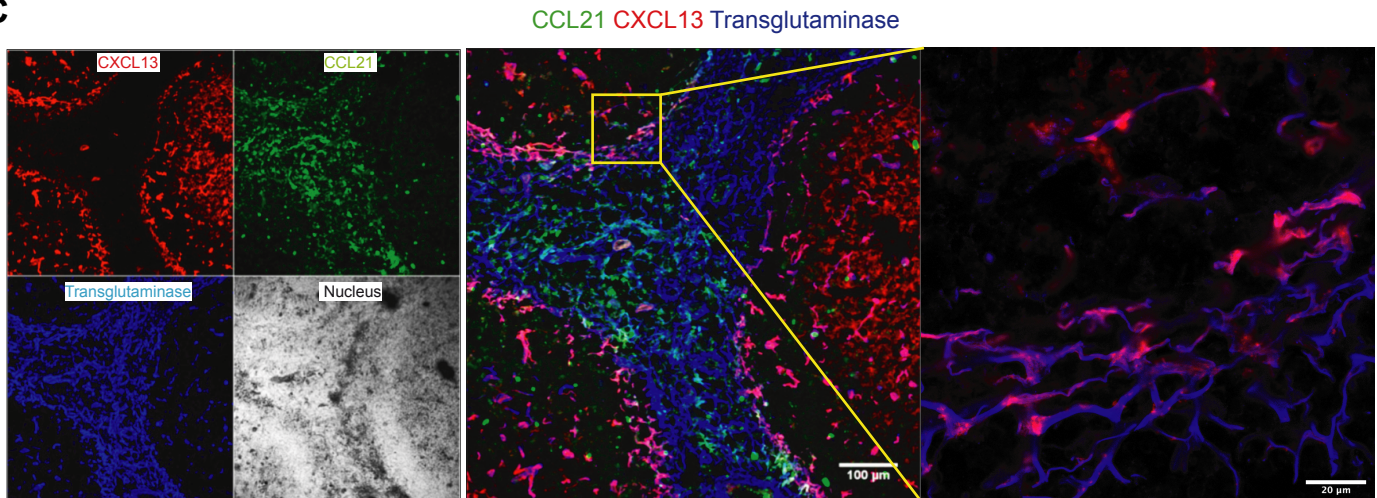 c
CCL21 CXCL13 Transglutaminase
CXCL13
CCL21
Transglutaminase
Nucleus
100 µm
20 µm